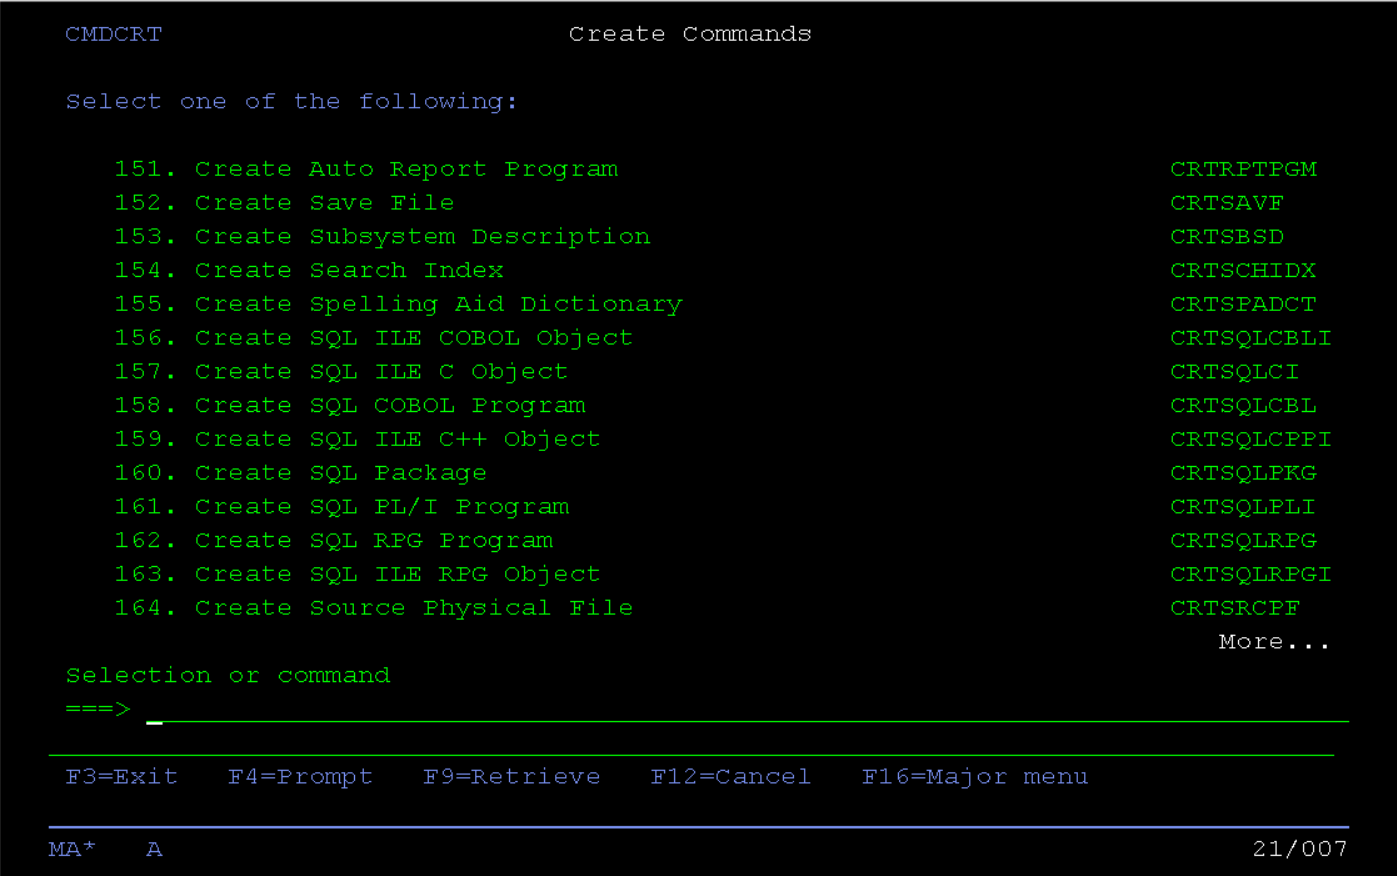 CMDCRT Create Commands
Select one of the following:
151. Create Auto Report Program CRTRPTPGM
152. Create Save File CRTSAVF
153. Create Subsystem Description CRTSBSD
154. Create Search Index CRTSCHIDX
155. Create Spelling Aid Dictionary CRTSPADCT
156. Create SQL ILE COBOL Object CRTSQLCBLI
157. Create SQL ILE C Object CRTSQLCI
158. Create SQL COBOL Program CRTSQLCBL
159. Create SQL ILE C++ Object CRTSQLCPPI
160. Create SQL Package CRTSQLPKG
161. Create SQL PL/I Program CRTSQLPLI
162. Create SQL RPG Program CRTSQLRPG
163. Create SQL ILE RPG Object CRTSQLRPGI
164. Create Source Physical File CRTSRCPF
More...
Selection or command
===>
F3=Exit F4=Prompt F9=Retrieve F12=Cancel F16=Major menu
MA* A 21/007